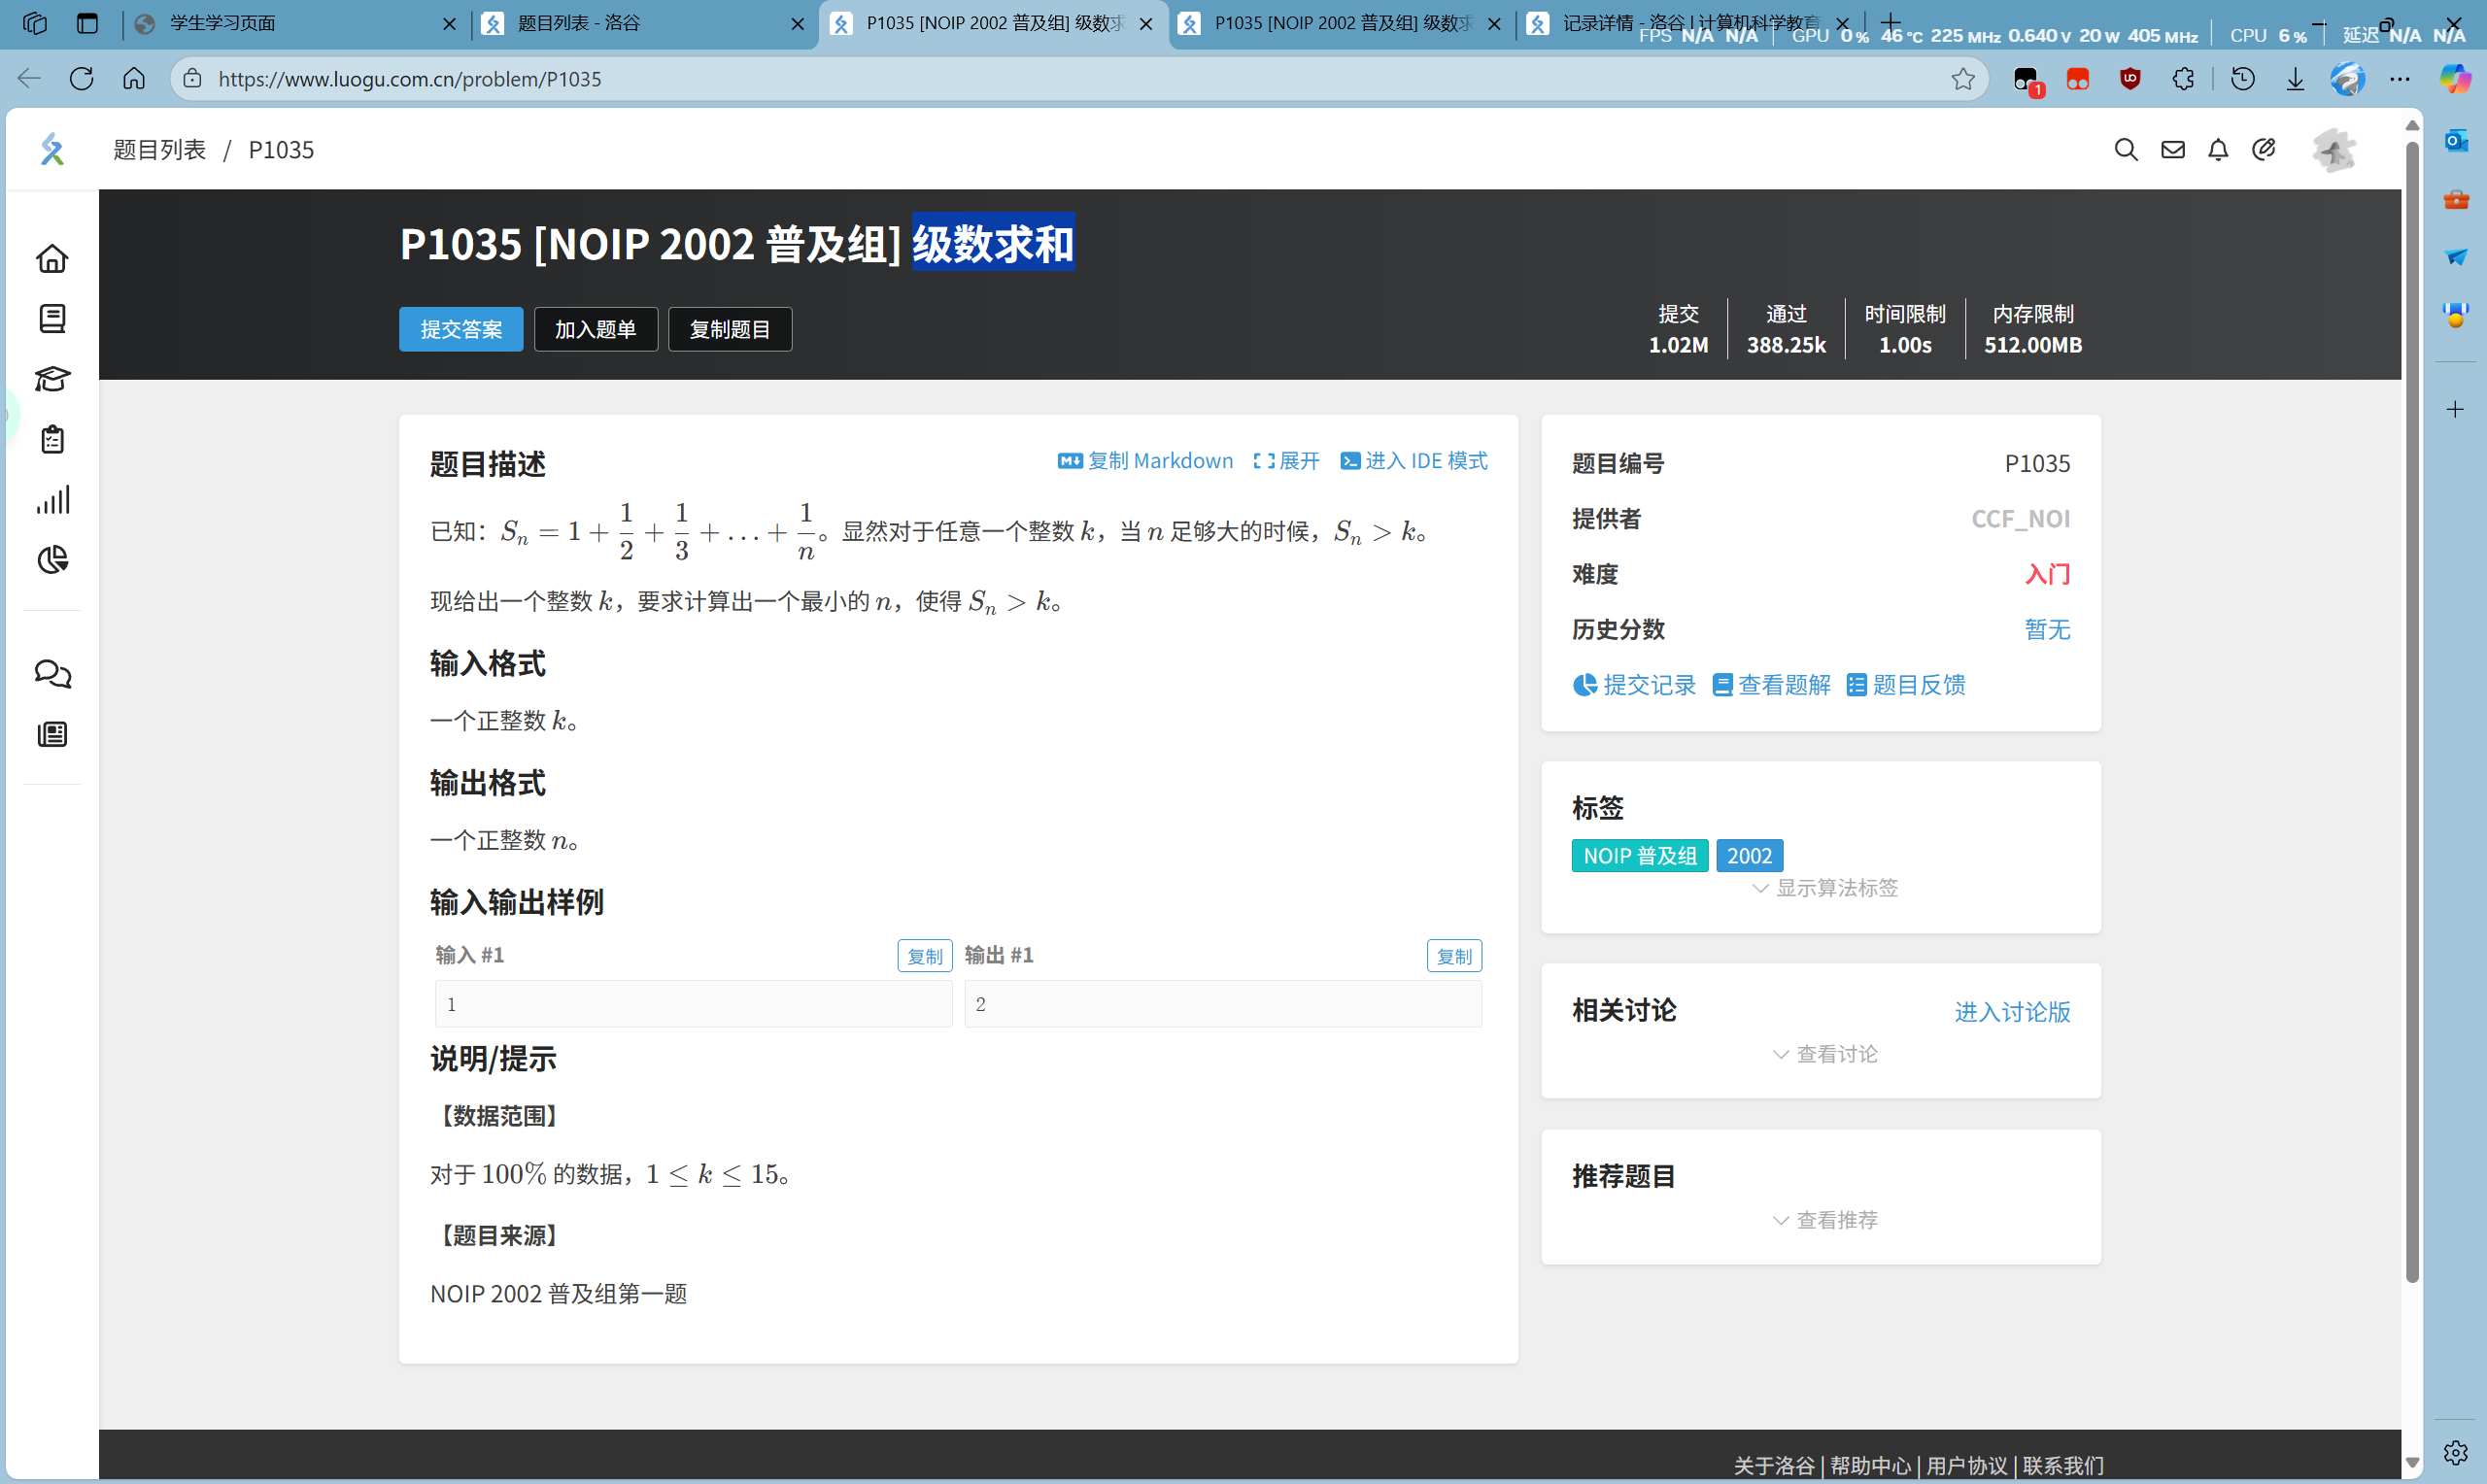 学生学习页面
题目列表 - 洛谷
P1035 [NOIP 2002 普及组] 级数求
P1035 [NOIP 2002 普及组] 级数求
记录详情 - 洛谷 | 计算机科学教育
FPS N/A N/A GPU 0 % 46 °C 225 MHz 0.640 V 20 W 405 MHz CPU 6 % 延迟 N/A N/A
https://www.luogu.com.cn/problem/P1035
1
题目列表 / P1035
P1035 [NOIP 2002 普及组] 级数求和
提交答案 加入题单 复制题目
提交 通过 时间限制 内存限制
1.02M 388.25k 1.00s 512.00MB
题目描述
复制 Markdown 展开 进入 IDE 模式
已知：Sₙ = 1 + 1/2 + 1/3 + … + 1/n。显然对于任意一个整数 k，当 n 足够大的时候，Sₙ > k。
现给出一个整数 k，要求计算出一个最小的 n，使得 Sₙ > k。
输入格式
一个正整数 k。
输出格式
一个正整数 n。
输入输出样例
输入 #1 复制 输出 #1 复制
1 2
说明/提示
【数据范围】
对于 100% 的数据，1 ≤ k ≤ 15。
【题目来源】
NOIP 2002 普及组第一题
题目编号 P1035
提供者 CCF_NOI
难度 入门
历史分数 暂无
提交记录 查看题解 题目反馈
标签
NOIP 普及组 2002
显示算法标签
相关讨论 进入讨论版
查看讨论
推荐题目
查看推荐
关于洛谷 | 帮助中心 | 用户协议 | 联系我们